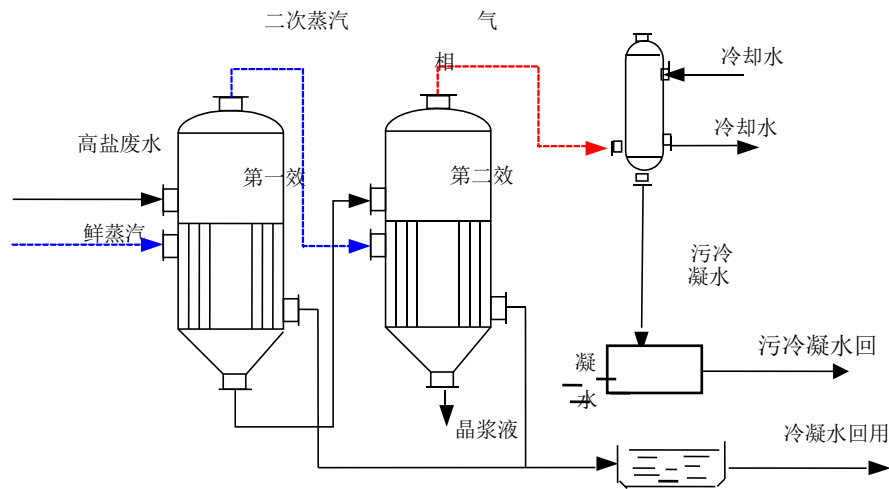 二次蒸汽
气
相
冷却水
冷却水
高盐废水
第一效
第二效
鲜蒸汽
污冷
凝水
污冷凝水回
凝
水
晶浆液
冷凝水回用